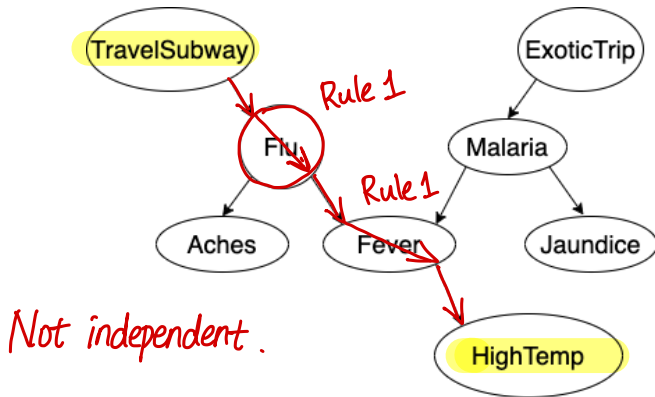 TravelSubway
ExoticTrip
Rule 1
Flu
Malaria
Rule 1
Aches
Fever
Jaundice
Not independent.
HighTemp